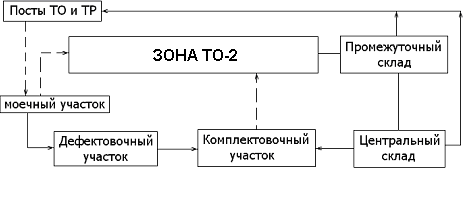 Посты ТО и ТР
ЗОНА ТО-2
Промежуточный
склад
моечный участок
Дефектовочный
участок
Комплектовочный
участок
Центральный
склад